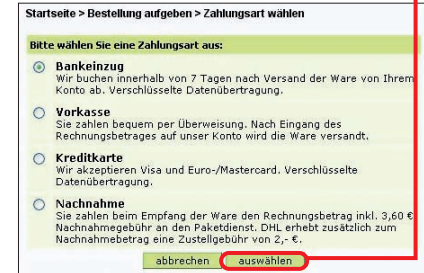 Startseite > Bestellung aufgeben > Zahlungsart wählen
Bitte wählen Sie eine Zahlungsart aus:
Bankeinzug
Wir buchen innerhalb von 7 Tagen nach Versand der Ware von Ihrem
Konto ab. Verschlüsselte Datenübertragung.
Vorkasse
Sie zahlen bequem per Überweisung. Nach Eingang des
Rechnungsbetrages auf unser Konto wird die Ware versandt.
Kreditkarte
Wir akzeptieren Visa und Euro-/Mastercard. Verschlüsselte
Datenübertragung.
Nachnahme
Sie zahlen beim Empfang der Ware den Rechnungsbetrag inkl. 3,60 €
Nachnahmegebühr an den Paketdienst. DHL erhebt zusätzlich zum
Nachnahmebetrag eine Zustellgebühr von 2,- €.
abbrechen auswählen